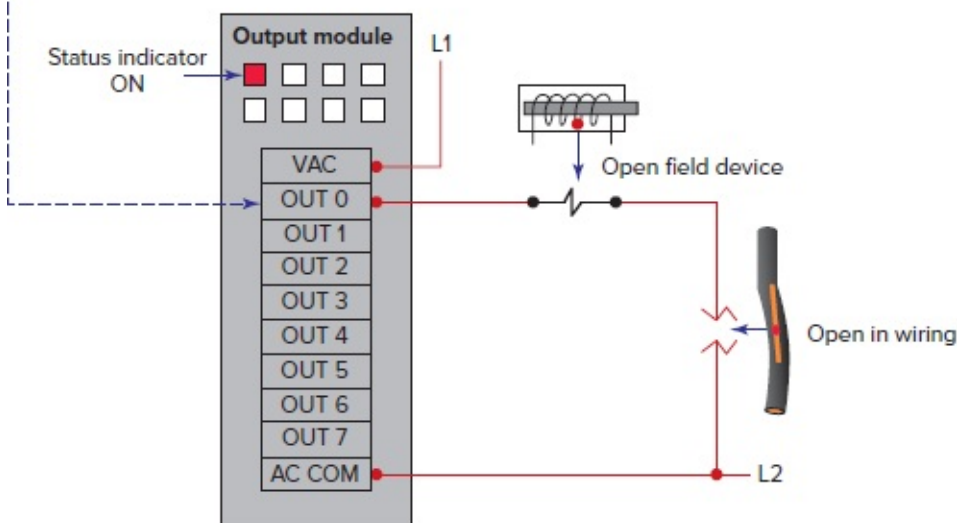 Output module
Status indicator
ON
L1
VAC
OUT 0
OUT 1
OUT 2
OUT 3
OUT 4
OUT 5
OUT 6
OUT 7
AC COM
Open field device
Open in wiring
L2